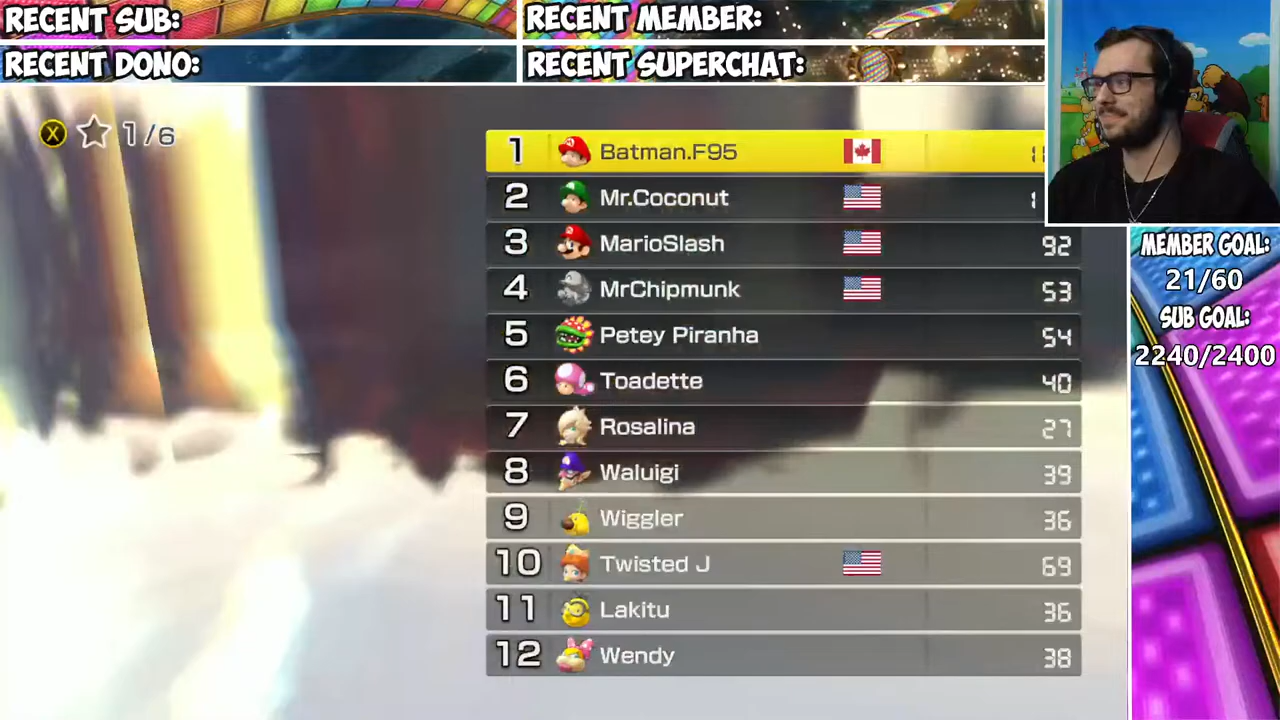 RECENT SUB:
RECENT MEMBER:
RECENT DONO:
RECENT SUPERCHAT:
X 1/6
1 Batman.F95
2 Mr.Coconut
3 MarioSlash 92
4 MrChipmunk 53
5 Petey Piranha 54
6 Toadette 40
7 Rosalina 27
8 Waluigi 39
9 Wiggler 36
10 Twisted J 69
11 Lakitu 36
12 Wendy 38
MEMBER GOAL:
21/60
SUB GOAL:
2240/2400